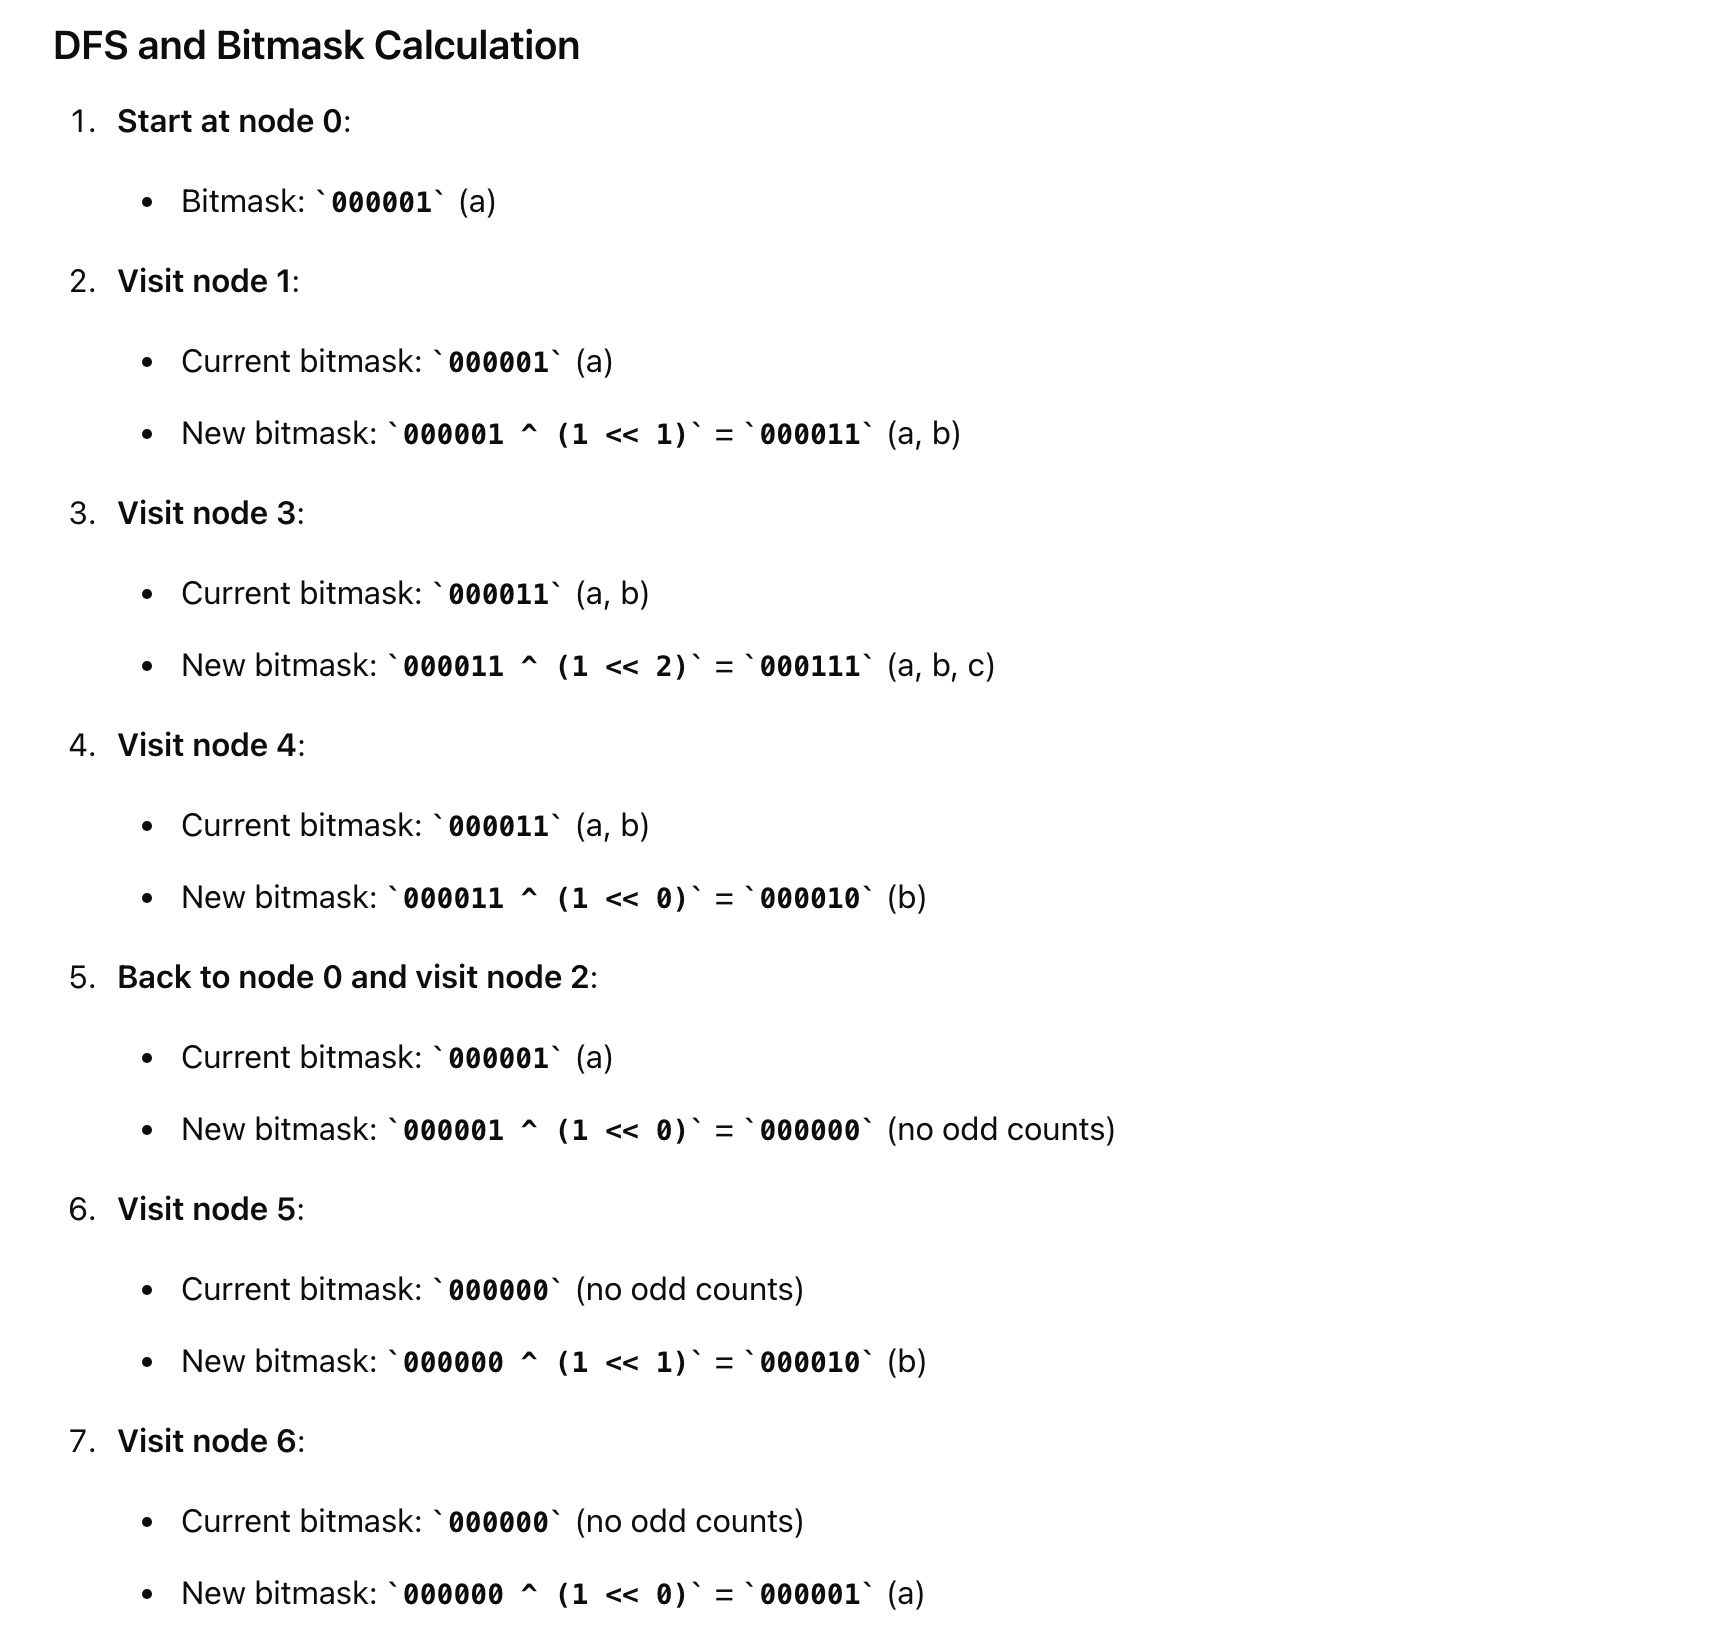 DFS and Bitmask Calculation
1. Start at node 0:
• Bitmask: `000001` (a)
2. Visit node 1:
• Current bitmask: `000001` (a)
• New bitmask: `000001 ^ (1 << 1)` = `000011` (a, b)
3. Visit node 3:
• Current bitmask: `000011` (a, b)
• New bitmask: `000011 ^ (1 << 2)` = `000111` (a, b, c)
4. Visit node 4:
• Current bitmask: `000011` (a, b)
• New bitmask: `000011 ^ (1 << 0)` = `000010` (b)
5. Back to node 0 and visit node 2:
• Current bitmask: `000001` (a)
• New bitmask: `000001 ^ (1 << 0)` = `000000` (no odd counts)
6. Visit node 5:
• Current bitmask: `000000` (no odd counts)
• New bitmask: `000000 ^ (1 << 1)` = `000010` (b)
7. Visit node 6:
• Current bitmask: `000000` (no odd counts)
• New bitmask: `000000 ^ (1 << 0)` = `000001` (a)